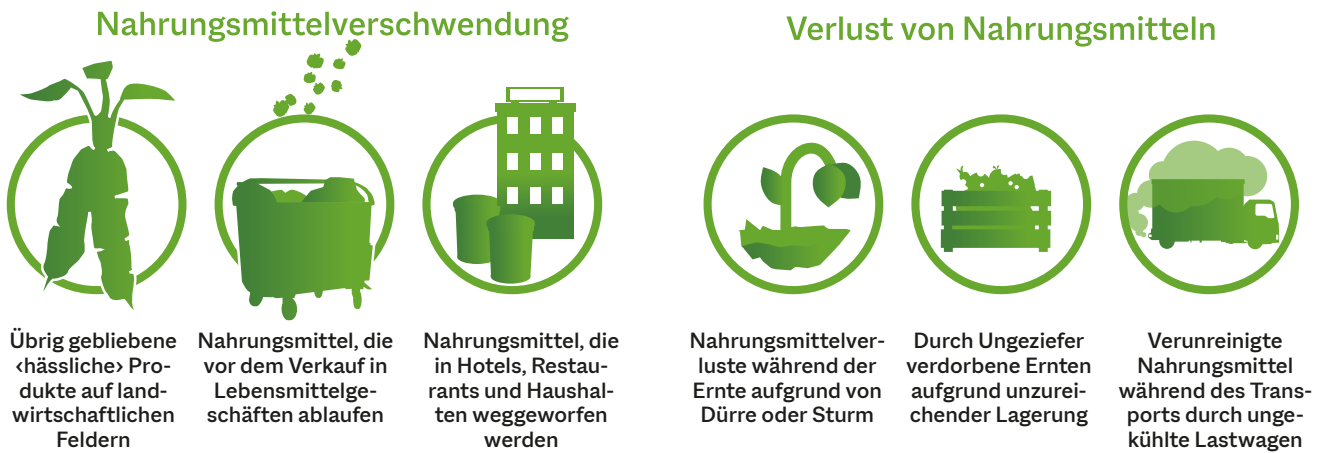 Nahrungsmittelverschwendung
Übrig gebliebene
‹hässliche› Pro-
dukte auf land-
wirtschaftlichen
Feldern
Nahrungsmittel, die
vor dem Verkauf in
Lebensmittelge-
schäften ablaufen
Nahrungsmittel, die
in Hotels, Restau-
rants und Haushal-
ten weggeworfen
werden
Verlust von Nahrungsmitteln
Nahrungsmittelver-
luste während der
Ernte aufgrund von
Dürre oder Sturm
Durch Ungeziefer
verdorbene Ernten
aufgrund unzurei-
chender Lagerung
Verunreinigte
Nahrungsmittel
während des Trans-
ports durch unge-
kühlte Lastwagen